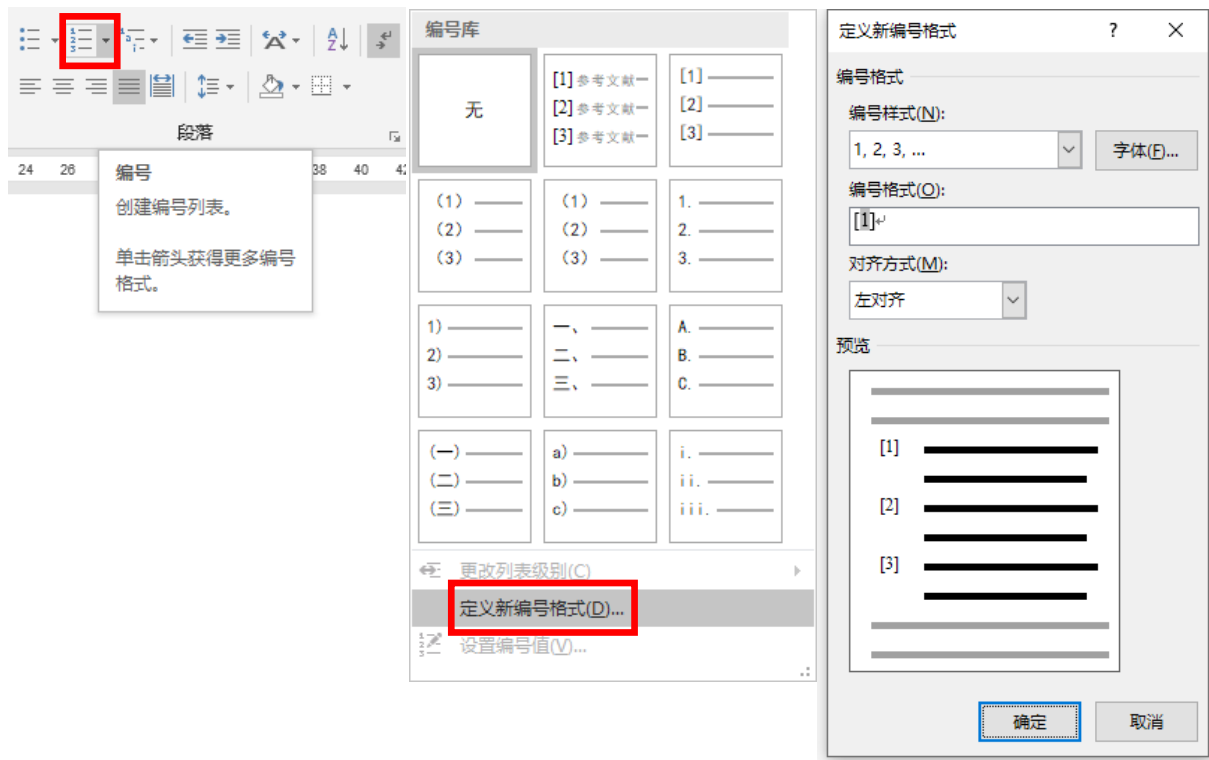 段落
24 26 38 40 42
编号
创建编号列表。
单击箭头获得更多编号
格式。
编号库
无
[1] 参考文献一
[2] 参考文献一
[3] 参考文献一
[1]
[2]
[3]
(1)
(2)
(3)
(1)
(2)
(3)
1.
2.
3.
1)
2)
3)
一、
二、
三、
A.
B.
C.
(一)
(二)
(三)
a)
b)
c)
i.
ii.
iii.
更改列表级别(C)
定义新编号格式(D)...
设置编号值(V)...
定义新编号格式 ? ×
编号格式
编号样式(N):
1, 2, 3, ...
字体(F)...
编号格式(O):
[1]↵
对齐方式(M):
左对齐
预览
[1]
[2]
[3]
确定 取消